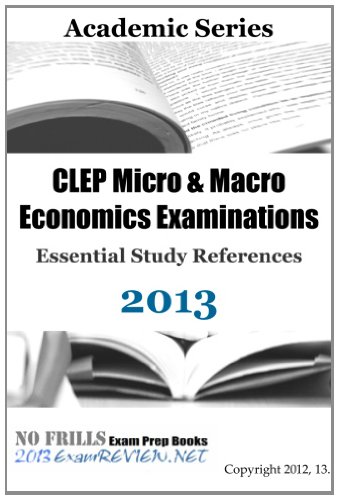 Academic Series
CLEP Micro & Macro
Economics Examinations
Essential Study References
2013
NO FRILLS Exam Prep Books
2013 ExamREVIEW.NET
Copyright 2012, 13.